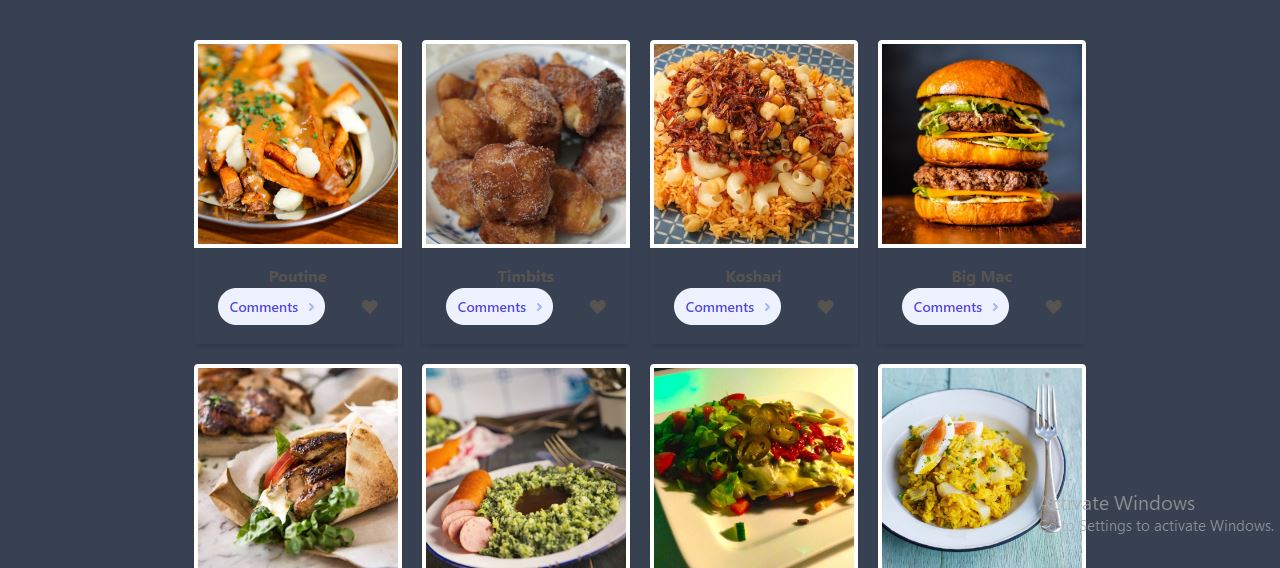 Poutine
Timbits
Koshari
Big Mac
Comments
Comments
Comments
Comments
Activate Windows
Go to Settings to activate Windows.